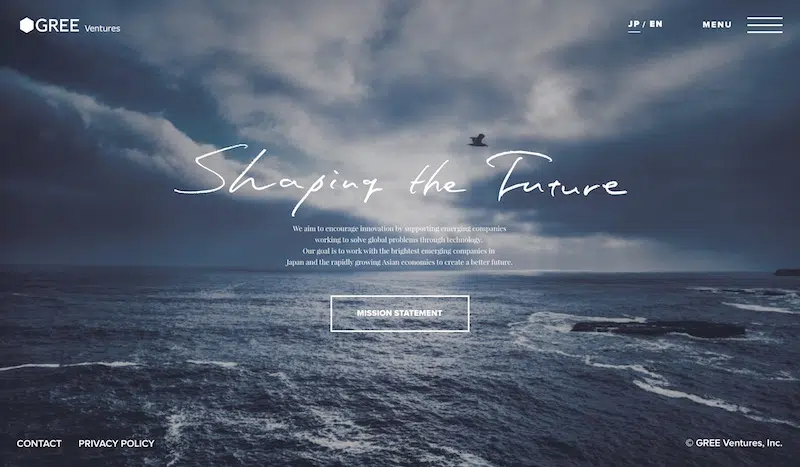 GREE Ventures
JP / EN
MENU
Shaping the Future
We aim to encourage innovation by supporting emerging companies
working to solve global problems through technology.
Our goal is to work with the brightest emerging companies in
Japan and the rapidly growing Asian economies to create a better future.
MISSION STATEMENT
CONTACT
PRIVACY POLICY
© GREE Ventures, Inc.